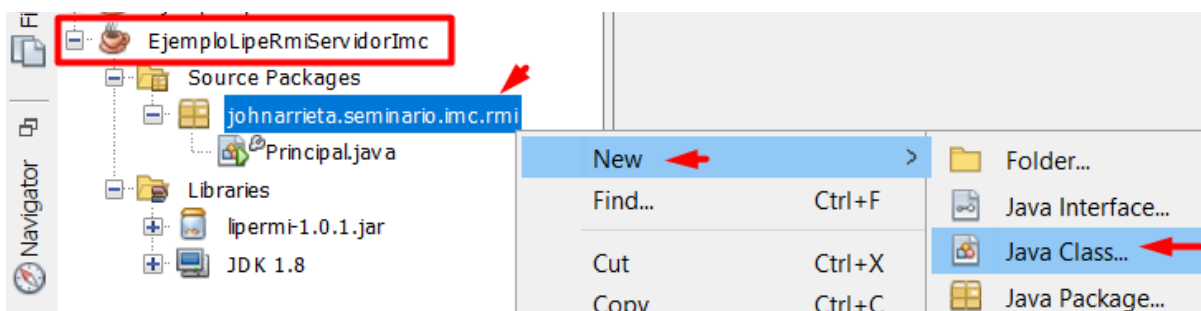 Fi
EjemploLipeRmiServidorImc
Source Packages
johnarrieta.seminario.imc.rmi
Principal.java
Libraries
lipermi-1.0.1.jar
JDK 1.8
Navigator
New >
Find... Ctrl+F
Cut Ctrl+X
Copy Ctrl+C
Folder...
Java Interface...
Java Class...
Java Package...